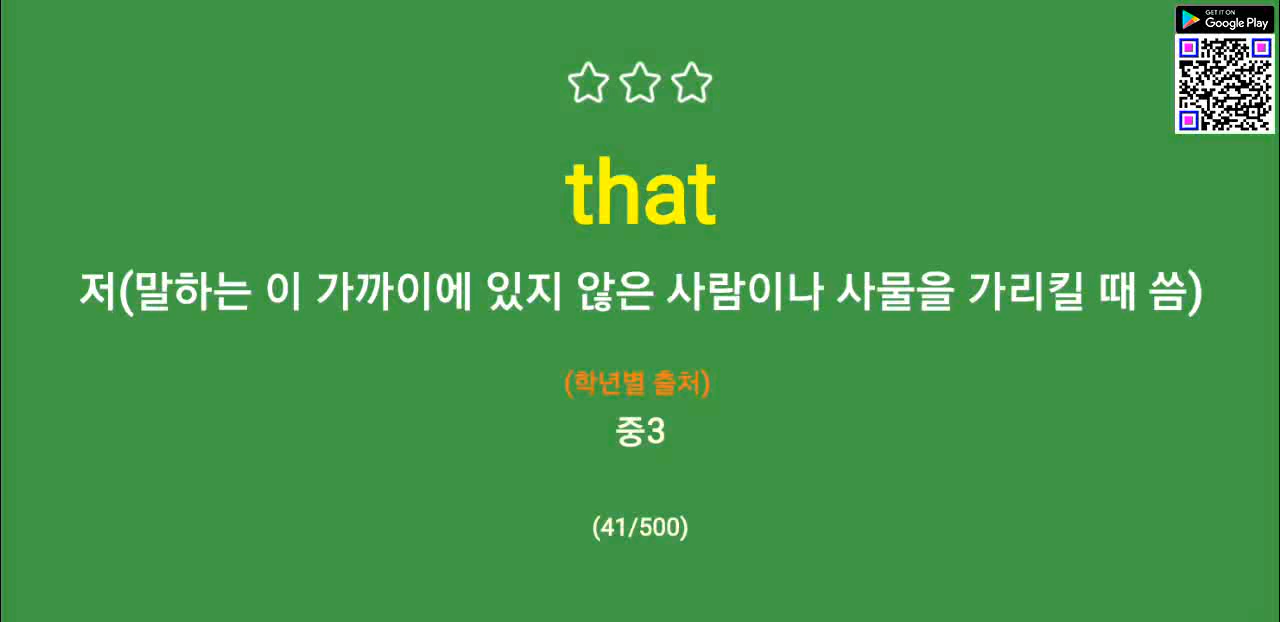 GET IT ON
Google Play
that
저(말하는 이 가까이에 있지 않은 사람이나 사물을 가리킬 때 씀)
(학년별 출처)
중3
(41/500)